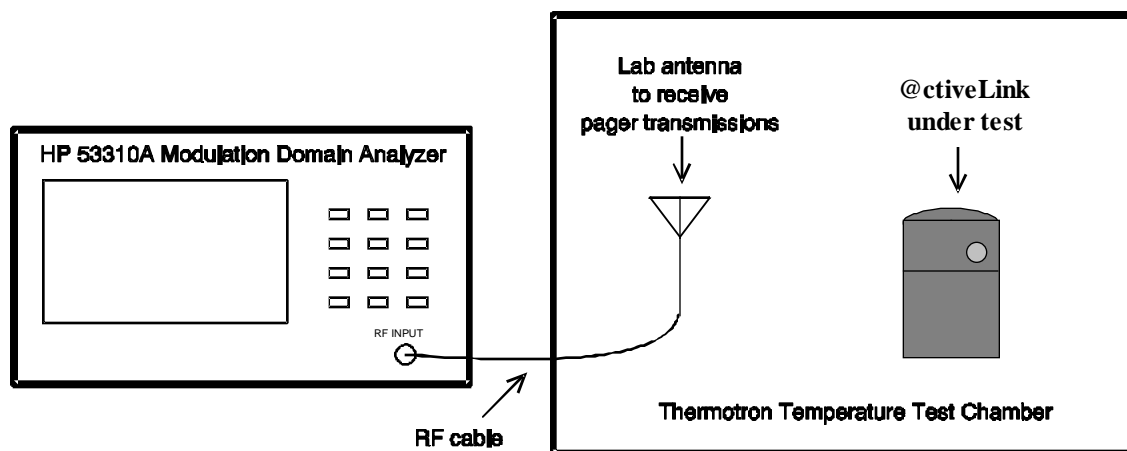 Lab antenna
to receive
pager transmissions
@ctiveLink
under test
HP 53310A Modulation Domain Analyzer
RF INPUT
RF cable
Thermotron Temperature Test Chamber